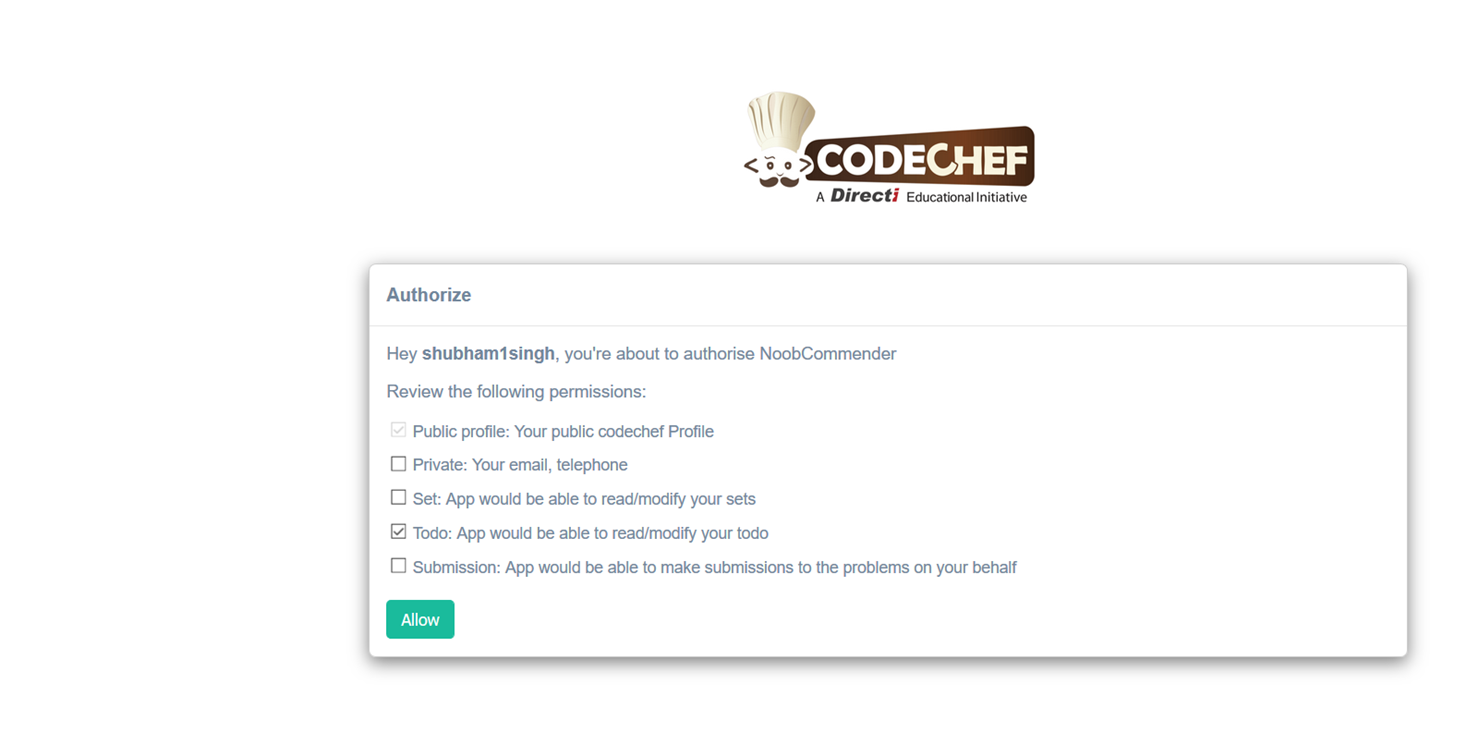 CODECHEF
A Directi Educational Initiative
Authorize
Hey shubham1singh, you're about to authorise NoobCommender
Review the following permissions:
Public profile: Your public codechef Profile
Private: Your email, telephone
Set: App would be able to read/modify your sets
Todo: App would be able to read/modify your todo
Submission: App would be able to make submissions to the problems on your behalf
Allow